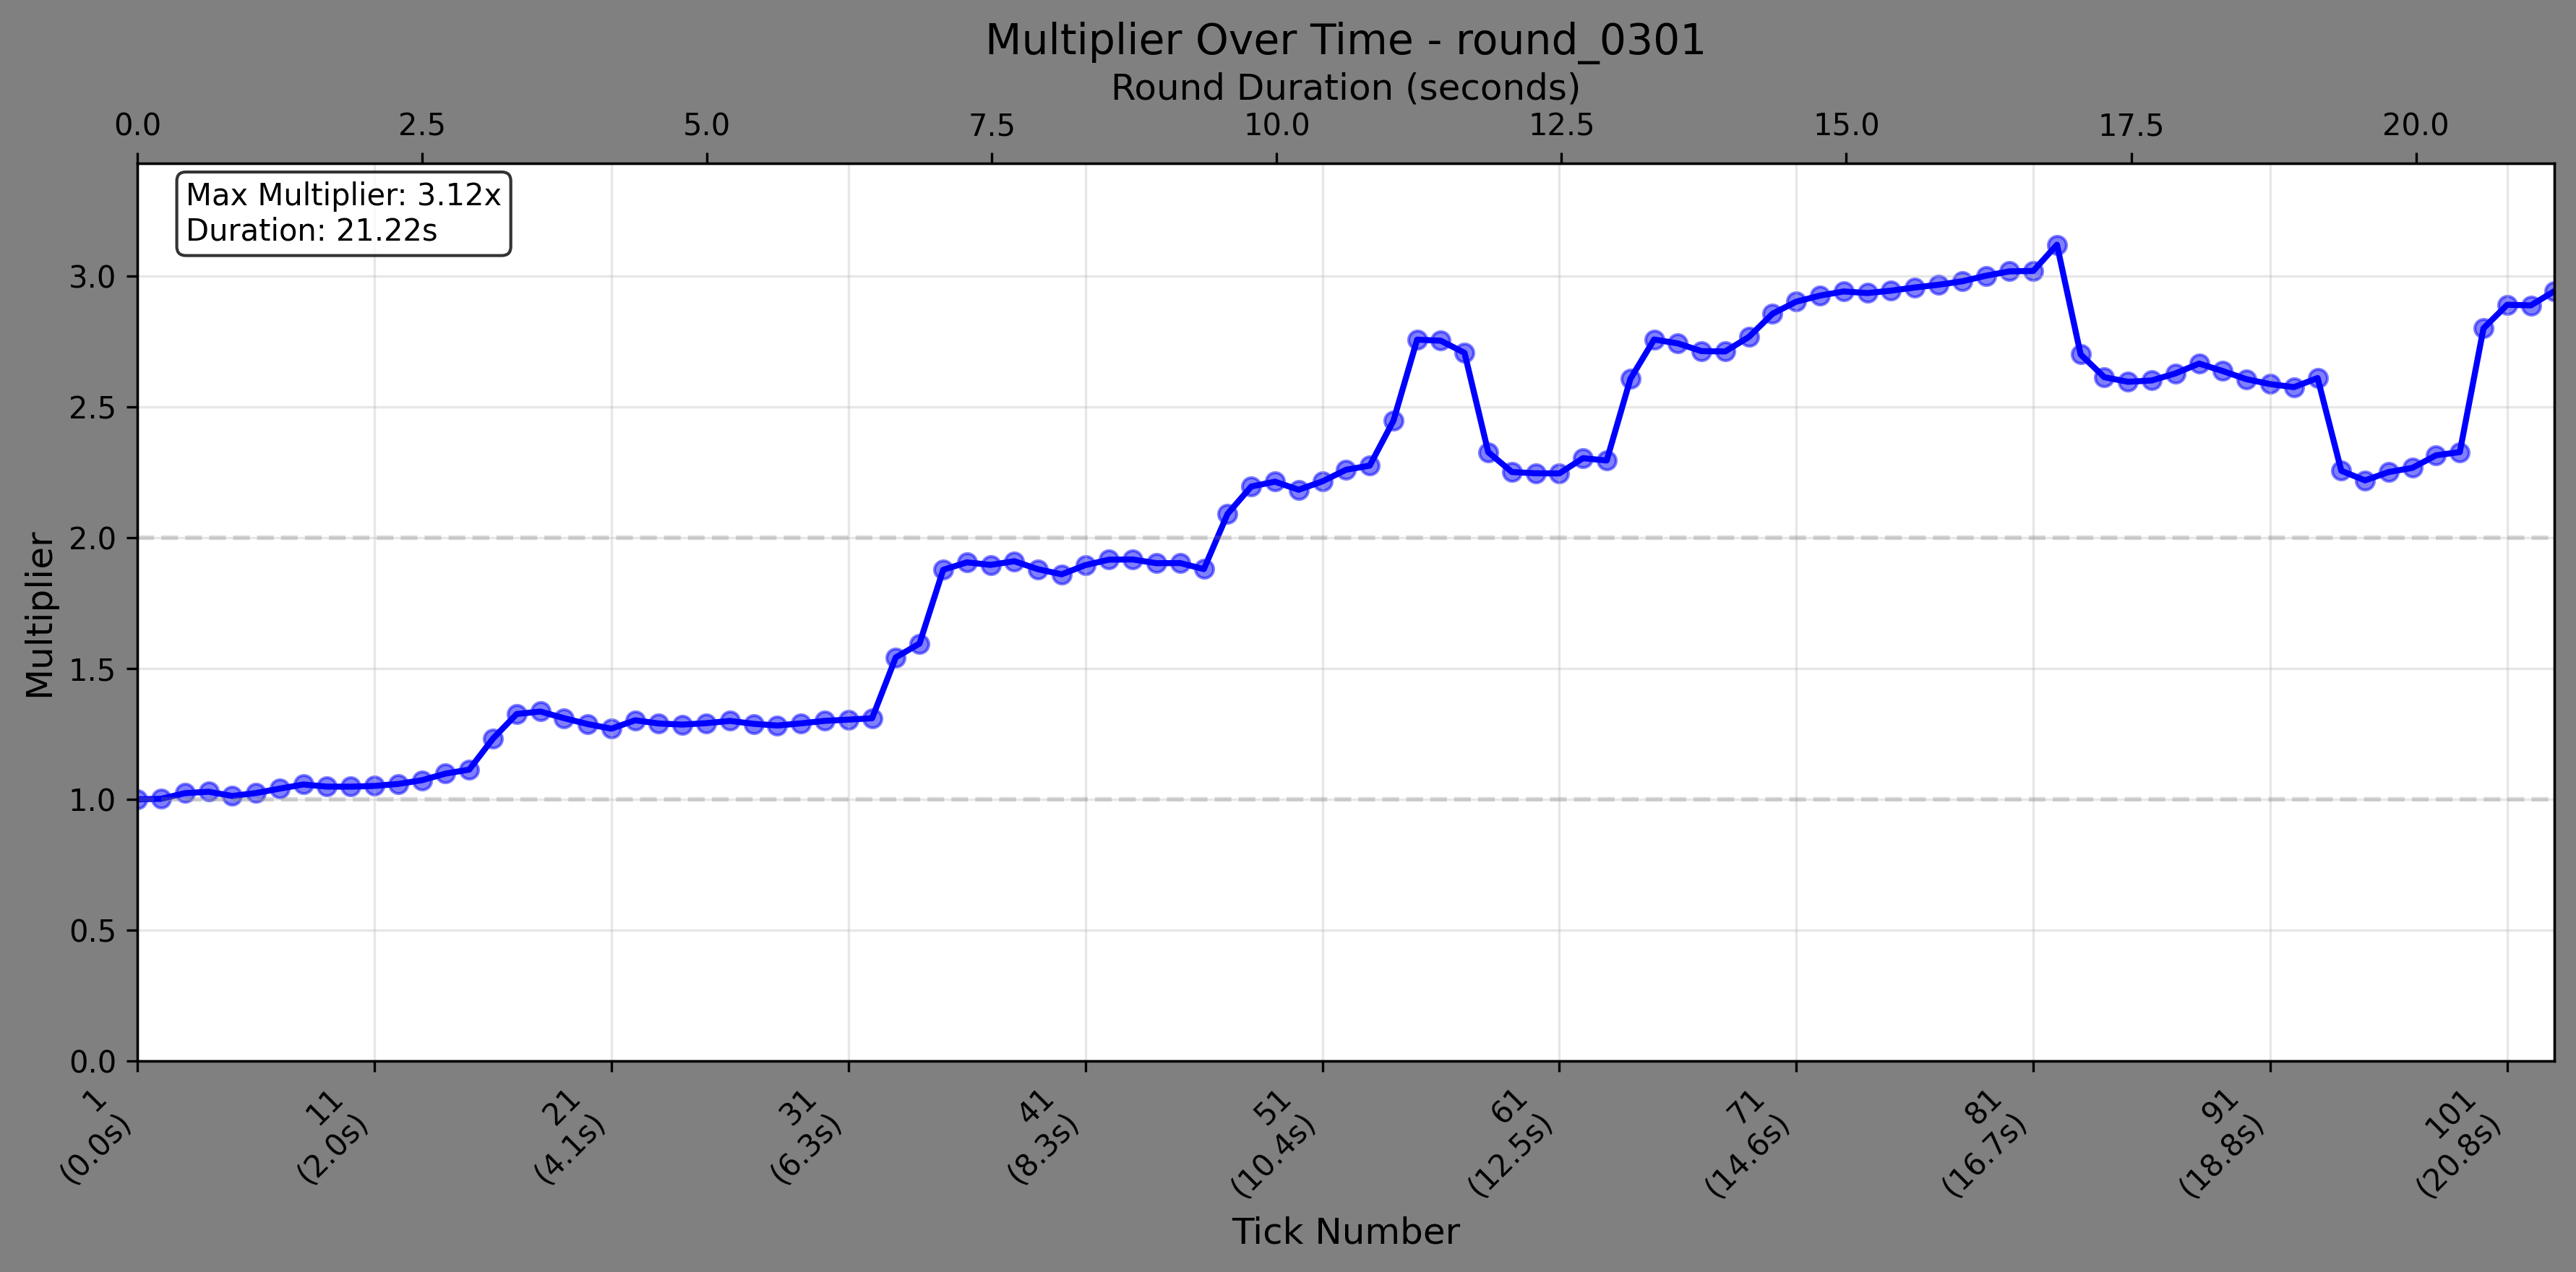 Multiplier Over Time - round_0301
Round Duration (seconds)
0.0 2.5 5.0 7.5 10.0 12.5 15.0 17.5 20.0
Max Multiplier: 3.12x
Duration: 21.22s
Multiplier
3.0
2.5
2.0
1.5
1.0
0.5
0.0
1 11 21 31 41 51 61 71 81 91 101
(0.0s) (2.0s) (4.1s) (6.3s) (8.3s) (10.4s) (12.5s) (14.6s) (16.7s) (18.8s) (20.8s)
Tick Number